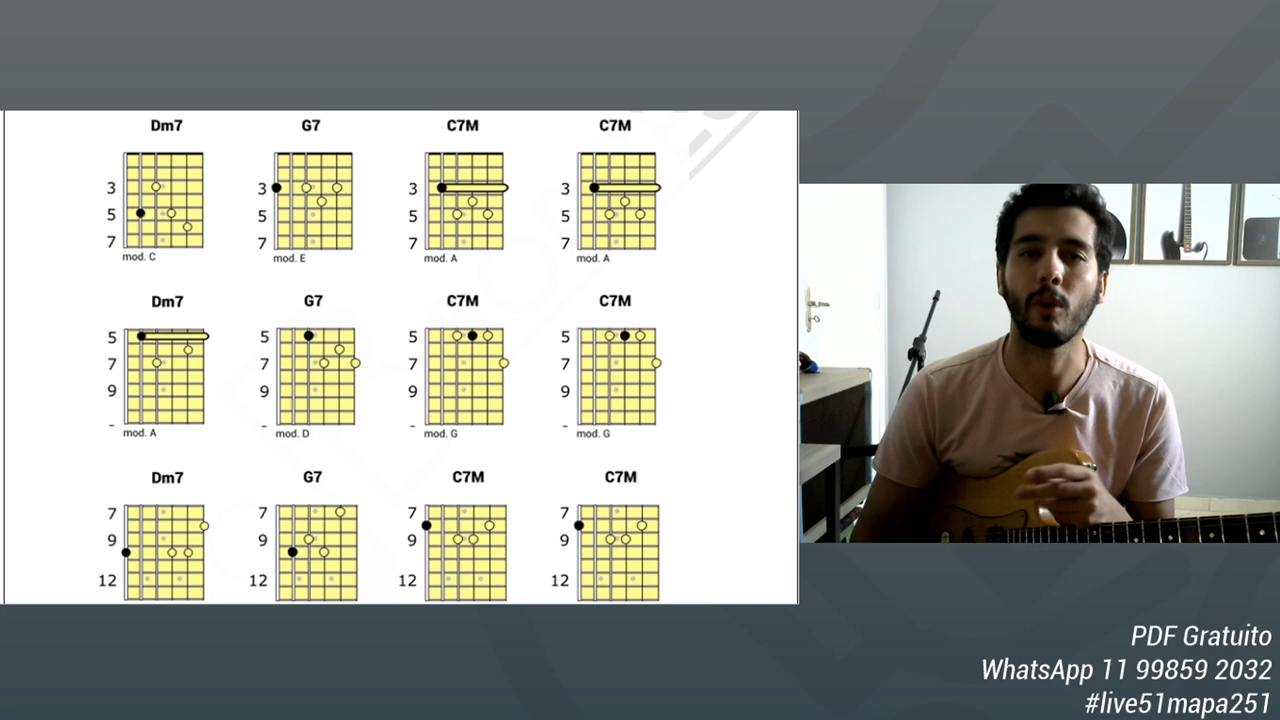 Dm7 G7 C7M C7M
3 3 3 3
5 5 5 5
7 7 7 7
mod. C mod. E mod. A mod. A
Dm7 G7 C7M C7M
5 5 5 5
7 7 7 7
9 9 9 9
- - - -
mod. A mod. D mod. G mod. G
Dm7 G7 C7M C7M
7 7 7 7
9 9 9 9
12 12 12 12
PDF Gratuito
WhatsApp 11 99859 2032
#live51mapa251